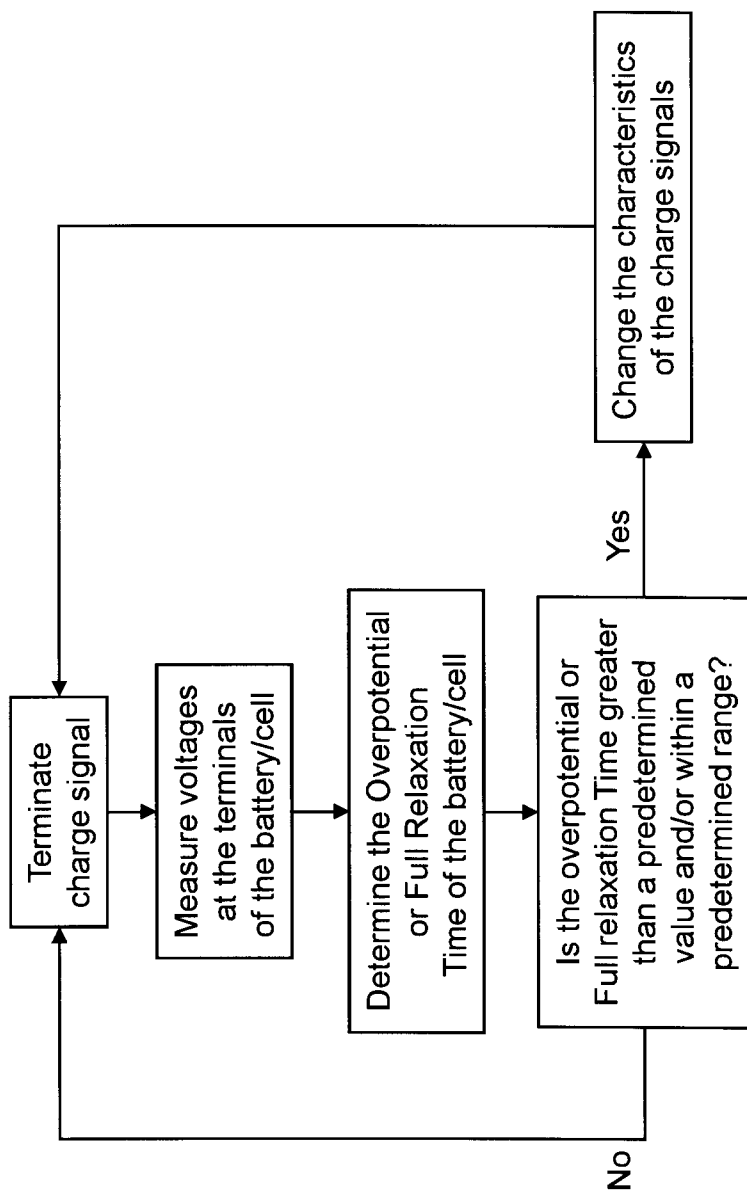 Terminate
charge signal
Measure voltages
at the terminals
of the battery/cell
Determine the Overpotential
or Full Relaxation
Time of the battery/cell
Is the overpotential or
Full relaxation Time greater
than a predetermined
value and/or within a
predetermined range?
No
Yes
Change the characteristics
of the charge signals